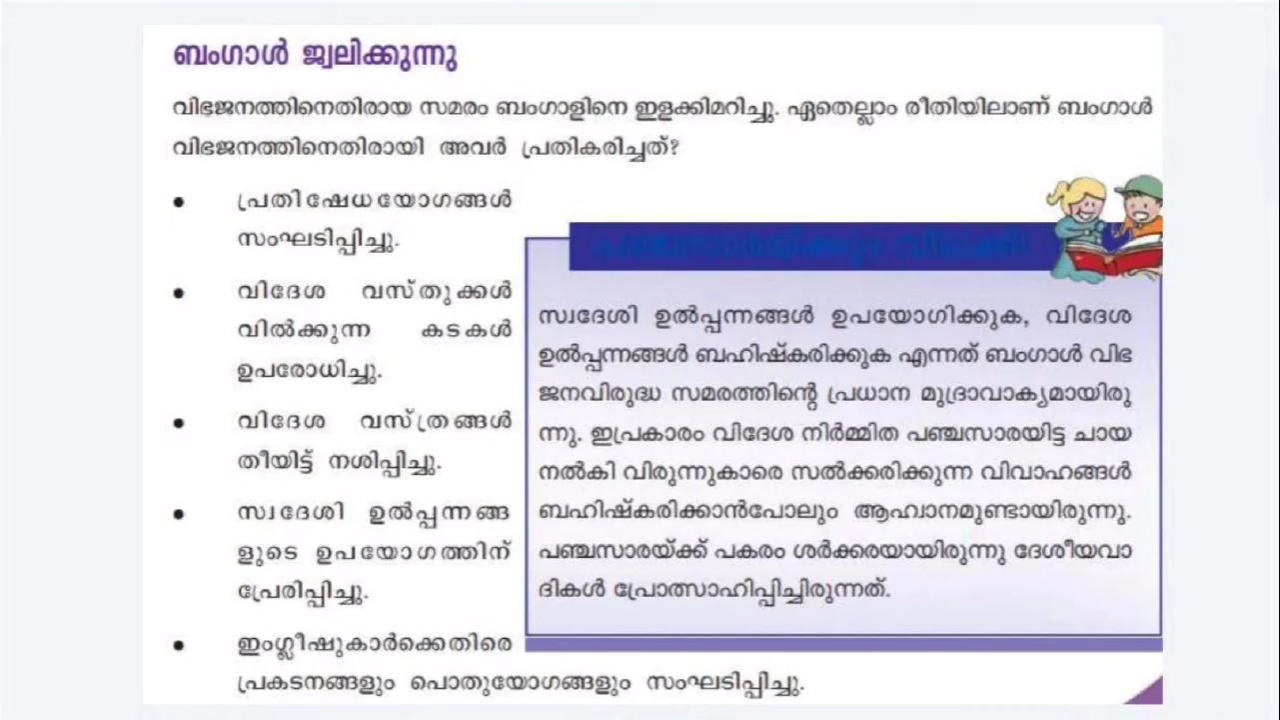 ബംഗാൾ ജ്വലിക്കുന്നു
വിഭജനത്തിനെതിരായ സമരം ബംഗാളിനെ ഇളക്കിമറിച്ചു. ഏതെല്ലാം രീതിയിലാണ് ബംഗാൾ
വിഭജനത്തിനെതിരായി അവർ പ്രതികരിച്ചത്?
• പ്രതിഷേധയോഗങ്ങൾ
സംഘടിപ്പിച്ചു.
• വിദേശ വസ്തുക്കൾ
വിൽക്കുന്ന കടകൾ
ഉപരോധിച്ചു.
• വിദേശ വസ്ത്രങ്ങൾ
തീയിട്ട് നശിപ്പിച്ചു.
• സ്വദേശി ഉൽപ്പന്നങ്ങ
ളുടെ ഉപയോഗത്തിന്
പ്രേരിപ്പിച്ചു.
• ഇംഗ്ലീഷുകാർക്കെതിരെ
പ്രകടനങ്ങളും പൊതുയോഗങ്ങളും സംഘടിപ്പിച്ചു.
പഞ്ചസാരയ്ക്കും വിലക്ക്
സ്വദേശി ഉൽപ്പന്നങ്ങൾ ഉപയോഗിക്കുക, വിദേശ
ഉൽപ്പന്നങ്ങൾ ബഹിഷ്കരിക്കുക എന്നത് ബംഗാൾ വിഭ
ജനവിരുദ്ധ സമരത്തിന്റെ പ്രധാന മുദ്രാവാക്യമായിരു
ന്നു. ഇപ്രകാരം വിദേശ നിർമ്മിത പഞ്ചസാരയിട്ട ചായ
നൽകി വിരുന്നുകാരെ സൽക്കരിക്കുന്ന വിവാഹങ്ങൾ
ബഹിഷ്കരിക്കാൻപോലും ആഹ്വാനമുണ്ടായിരുന്നു.
പഞ്ചസാരയ്ക്ക് പകരം ശർക്കരയായിരുന്നു ദേശീയവാ
ദികൾ പ്രോത്സാഹിപ്പിച്ചിരുന്നത്.